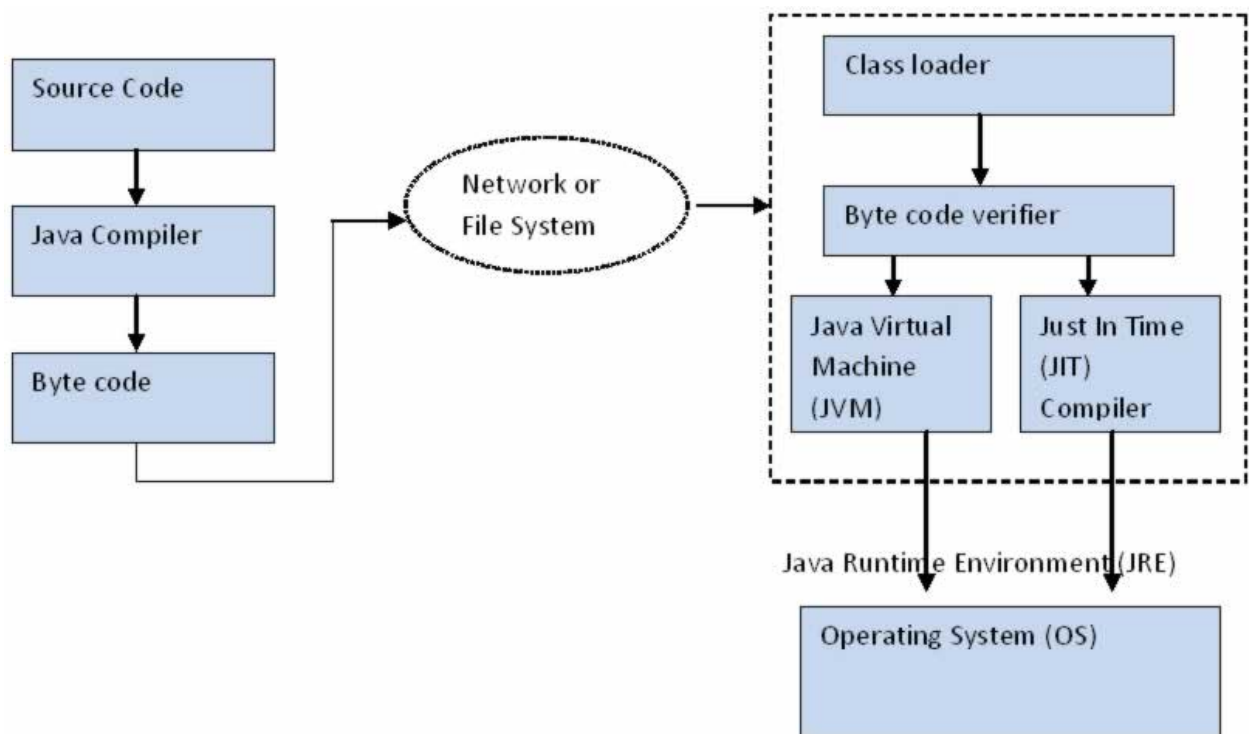 Source Code
Java Compiler
Byte code
Network or
File System
Class loader
Byte code verifier
Java Virtual
Machine
(JVM)
Just In Time
(JIT)
Compiler
Java Runtime Environment (JRE)
Operating System (OS)